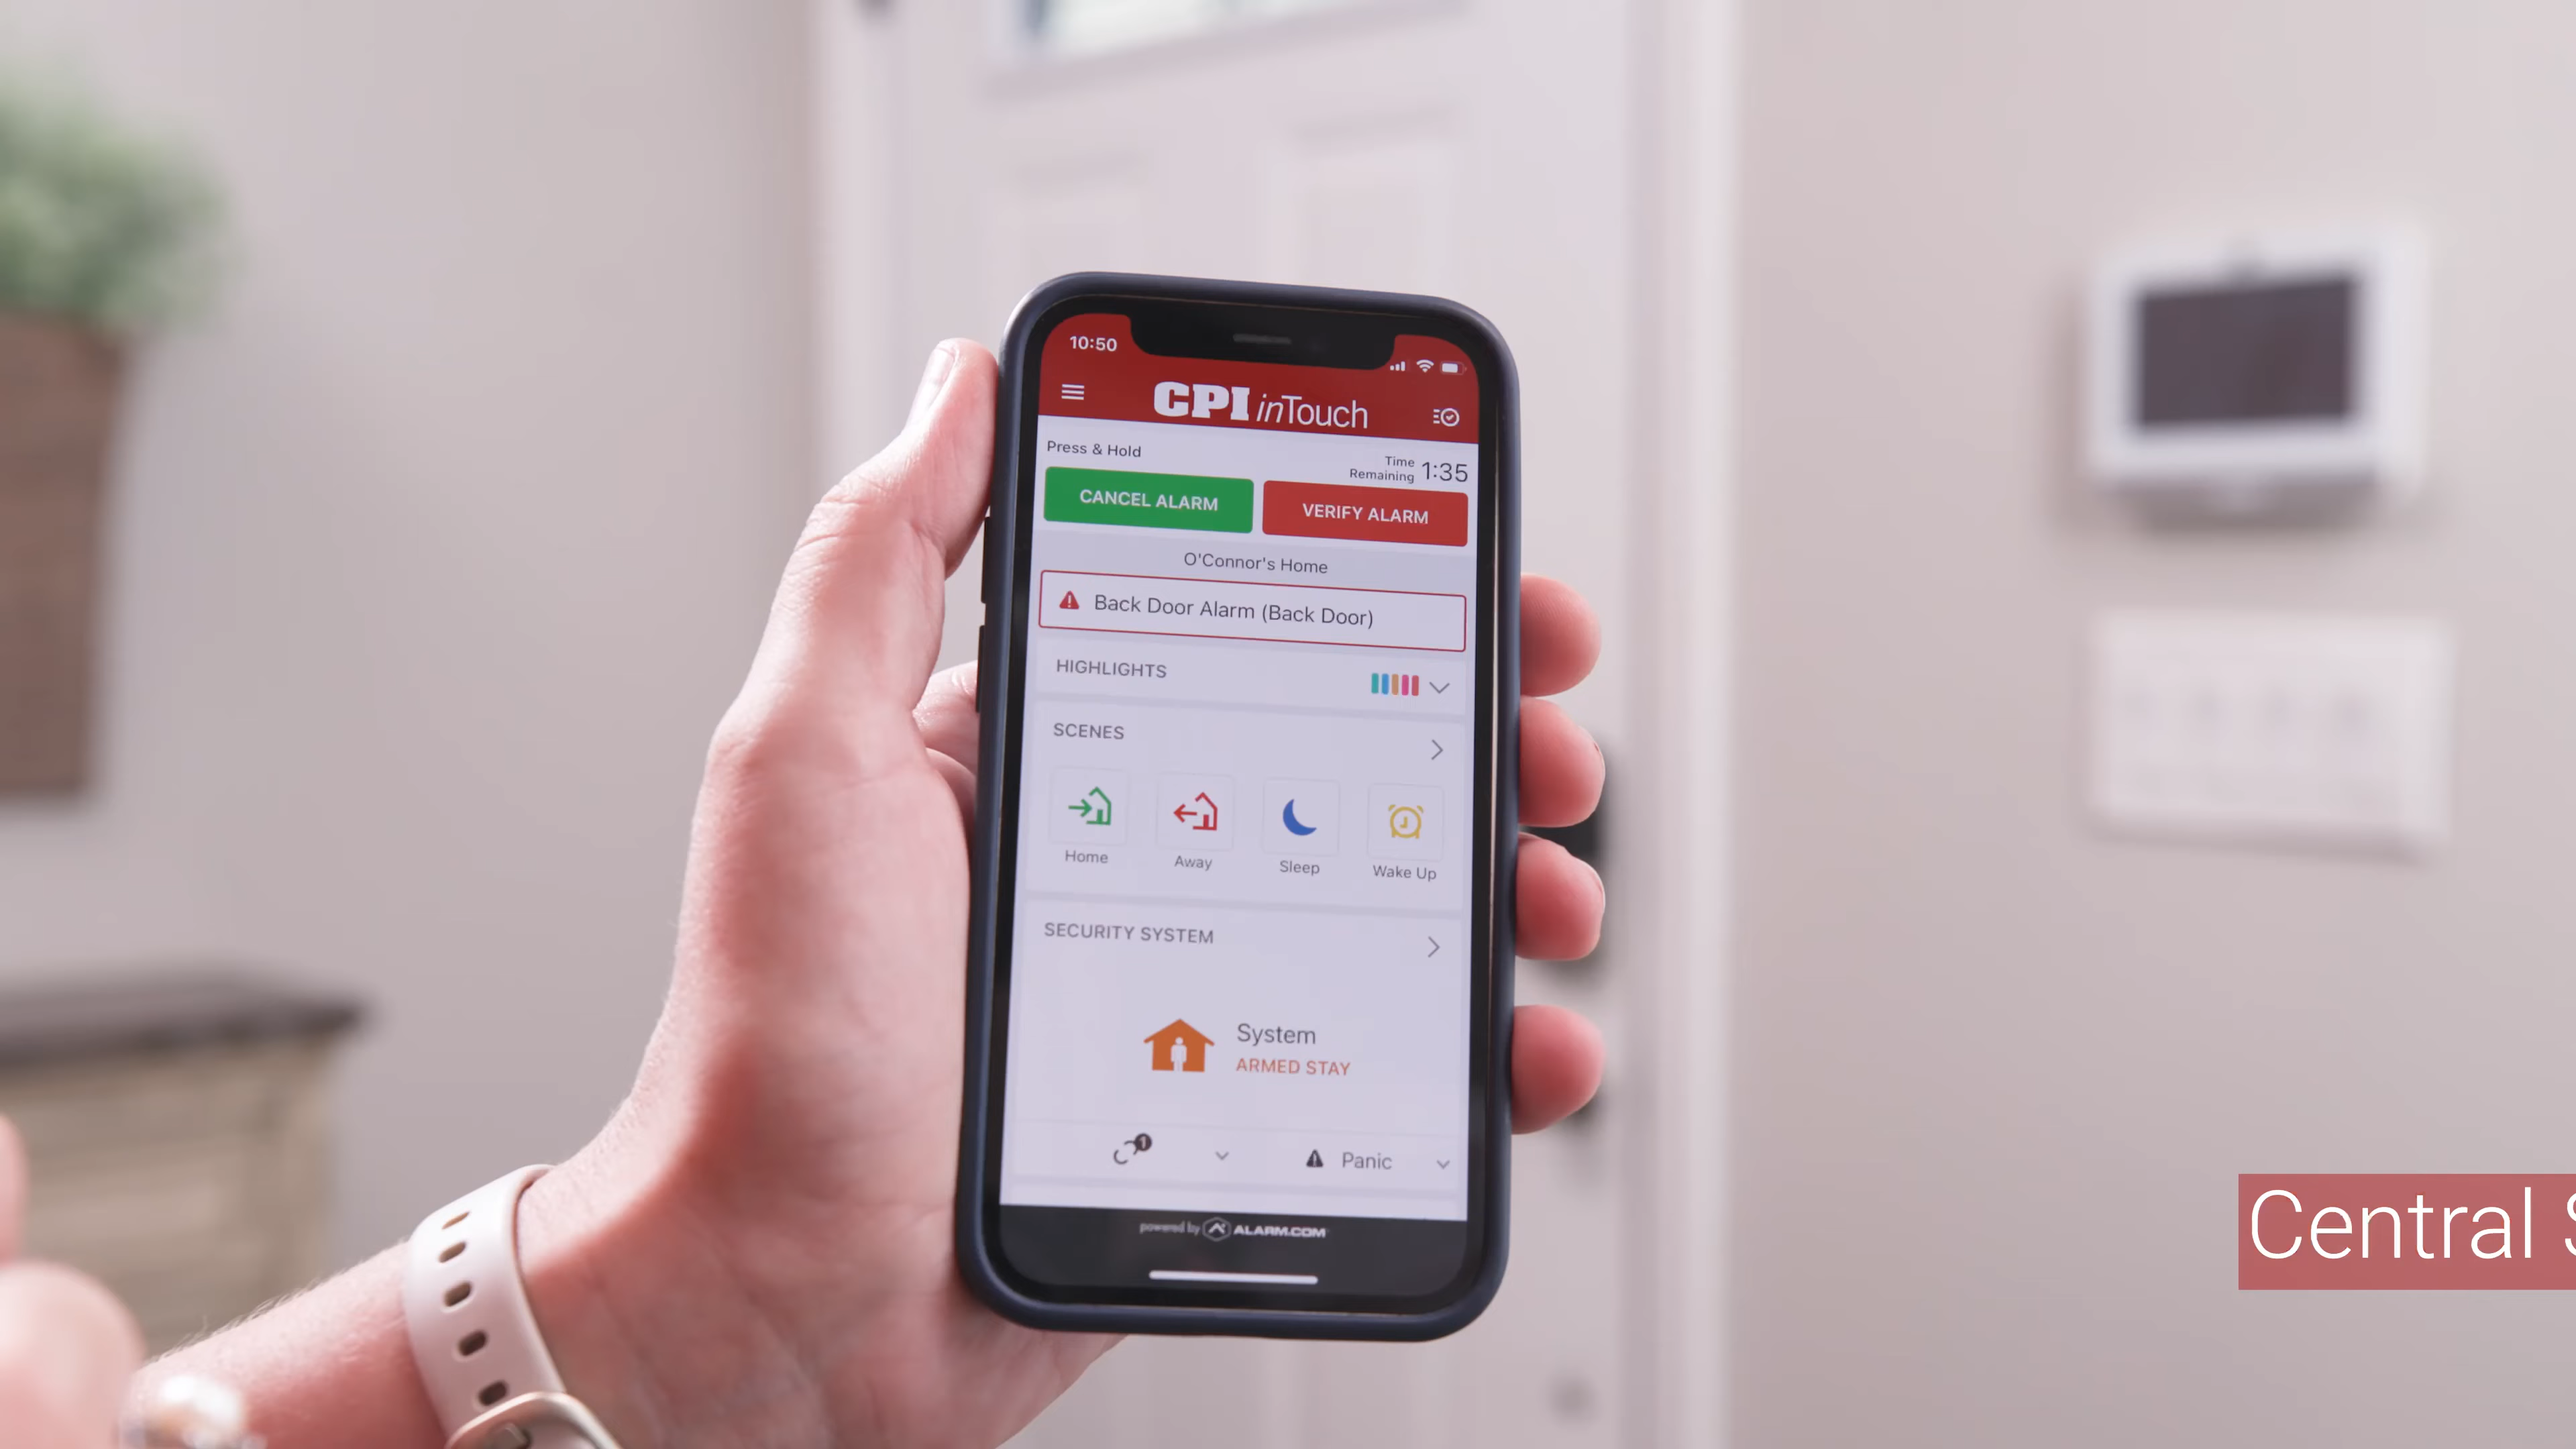 10:50
CPI inTouch
Press & Hold
Time Remaining 1:35
CANCEL ALARM
VERIFY ALARM
O'Connor's Home
Back Door Alarm (Back Door)
HIGHLIGHTS
SCENES
Home
Away
Sleep
Wake Up
SECURITY SYSTEM
System
ARMED STAY
1
Panic
powered by ALARM.COM
Central S